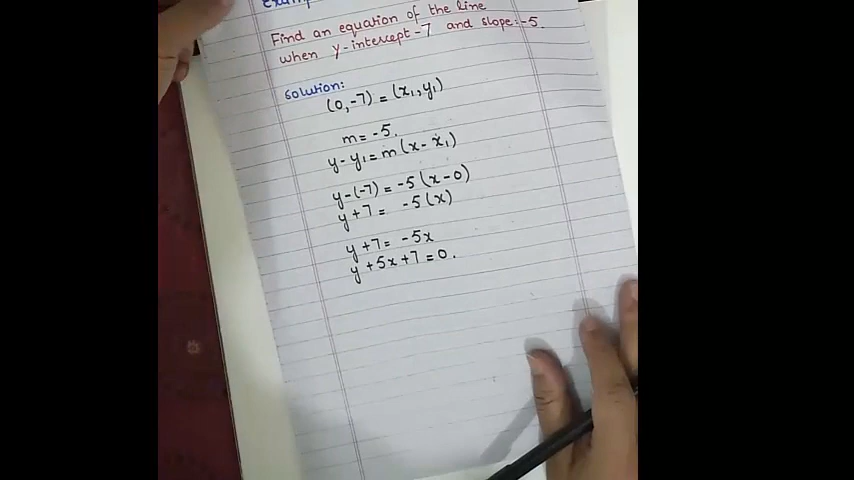 Find an equation of the line
when y-intercept -7 and slope: -5.
Solution:
(0, -7) = (x₁, y₁)
m = -5.
y - y₁ = m (x - x₁)
y - (-7) = -5 (x - 0)
y + 7 = -5 (x)
y + 7 = -5x
y + 5x + 7 = 0.